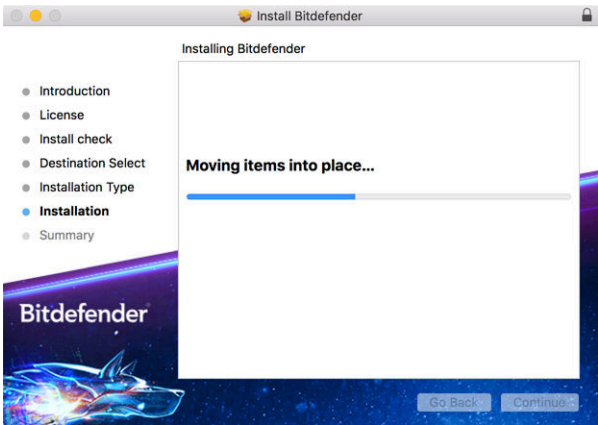 Install Bitdefender
Installing Bitdefender
Introduction
License
Install check
Destination Select
Installation Type
Installation
Summary
Moving items into place...
Bitdefender
Go Back
Continue